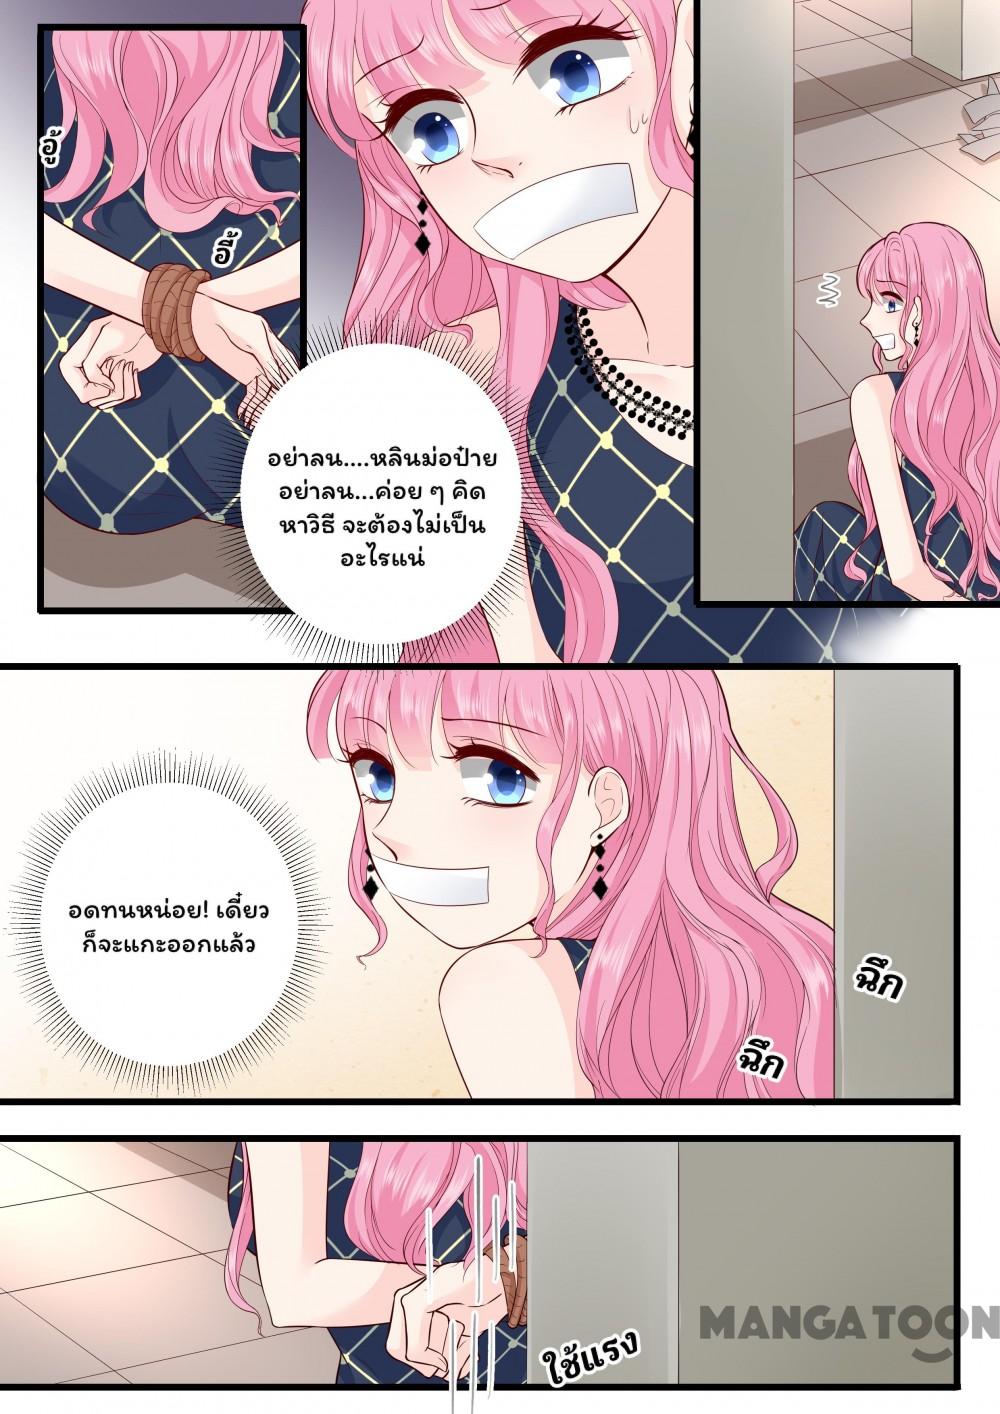 อู้
อี้
อย่าลน....หลินม่อป๋าย
อย่าลน...ค่อย ๆ คิด
หาวิธี จะต้องไม่เป็น
อะไรแน่
อดทนหน่อย! เดี๋ยว
ก็จะแกะออกแล้ว
ฉึก
ฉึก
ใช้แรง
MANGATOON